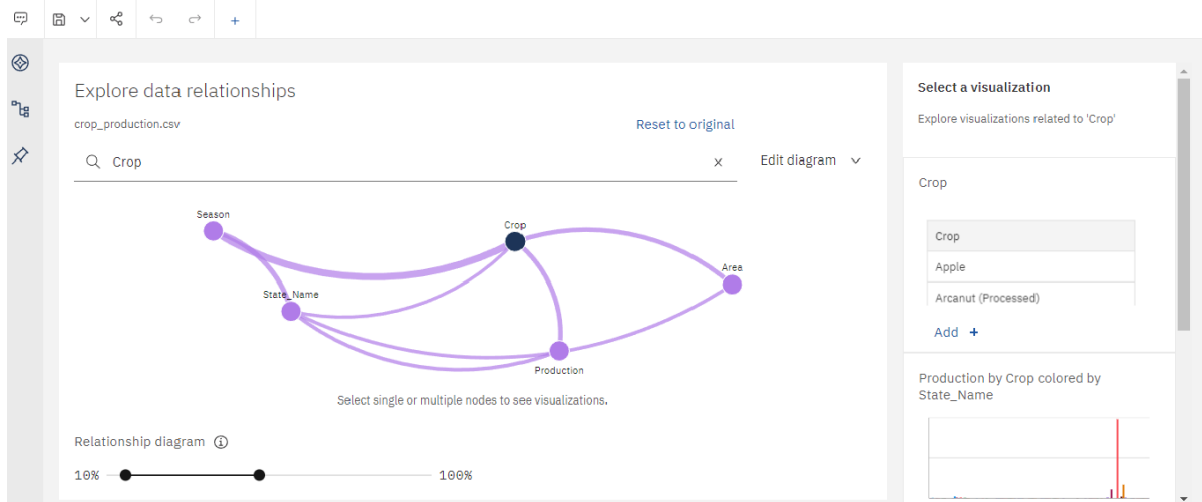 Explore data relationships
crop_production.csv
Reset to original
Crop
Edit diagram
Season
Crop
Area
State_Name
Production
Select single or multiple nodes to see visualizations.
Relationship diagram
10%
100%
Select a visualization
Explore visualizations related to 'Crop'
Crop
Crop
Apple
Arcanut (Processed)
Add +
Production by Crop colored by
State_Name